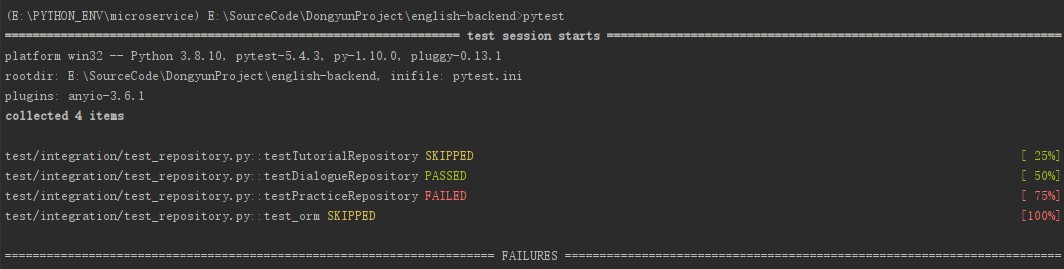 (E:\PYTHON_ENV\microservice) E:\SourceCode\DongyunProject\english-backend>pytest
================================================================== test session starts ==================================================================
platform win32 -- Python 3.8.10, pytest-5.4.3, py-1.10.0, pluggy-0.13.1
rootdir: E:\SourceCode\DongyunProject\english-backend, inifile: pytest.ini
plugins: anyio-3.6.1
collected 4 items
test/integration/test_repository.py::testTutorialRepository SKIPPED [ 25%]
test/integration/test_repository.py::testDialogueRepository PASSED [ 50%]
test/integration/test_repository.py::testPracticeRepository FAILED [ 75%]
test/integration/test_repository.py::test_orm SKIPPED [100%]
======================================================================= FAILURES ========================================================================